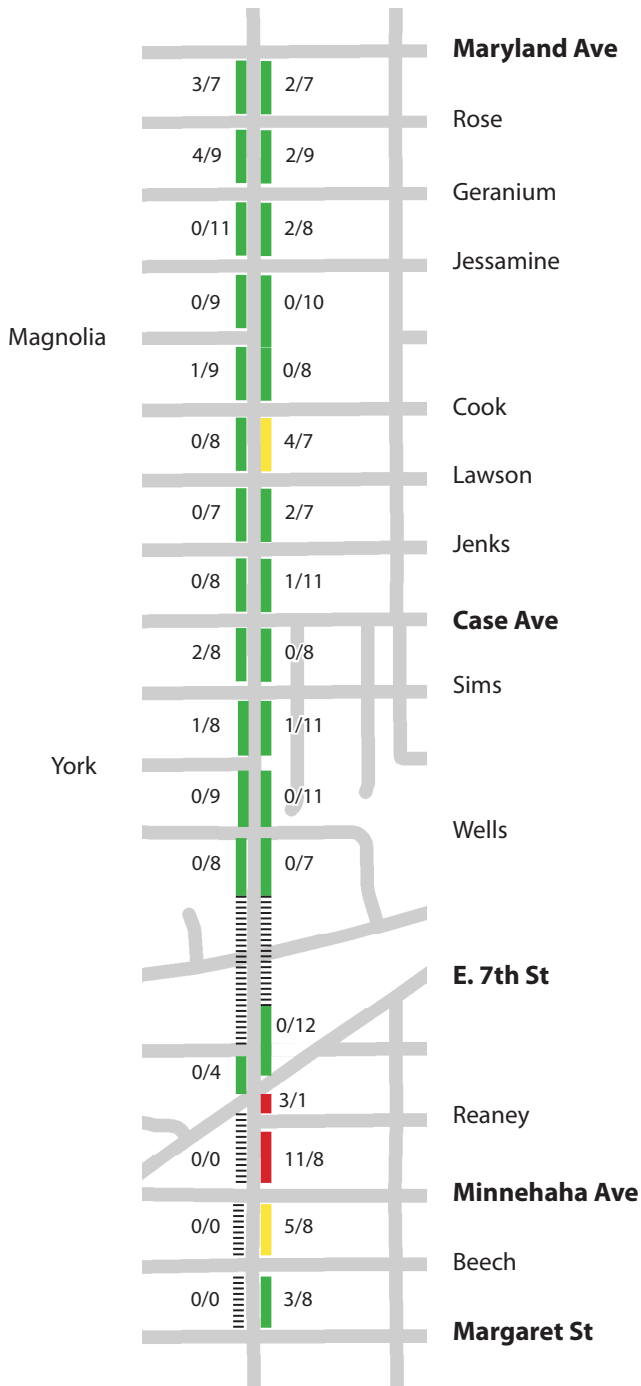 Maryland Ave
3/7 2/7
Rose
4/9 2/9
Geranium
0/11 2/8
Jessamine
0/9 0/10
Magnolia
1/9 0/8
Cook
0/8 4/7
Lawson
0/7 2/7
Jenks
0/8 1/11
Case Ave
2/8 0/8
Sims
1/8 1/11
York
0/9 0/11
Wells
0/8 0/7
E. 7th St
0/12
0/4
3/1
Reaney
0/0 11/8
Minnehaha Ave
0/0 5/8
Beech
0/0 3/8
Margaret St